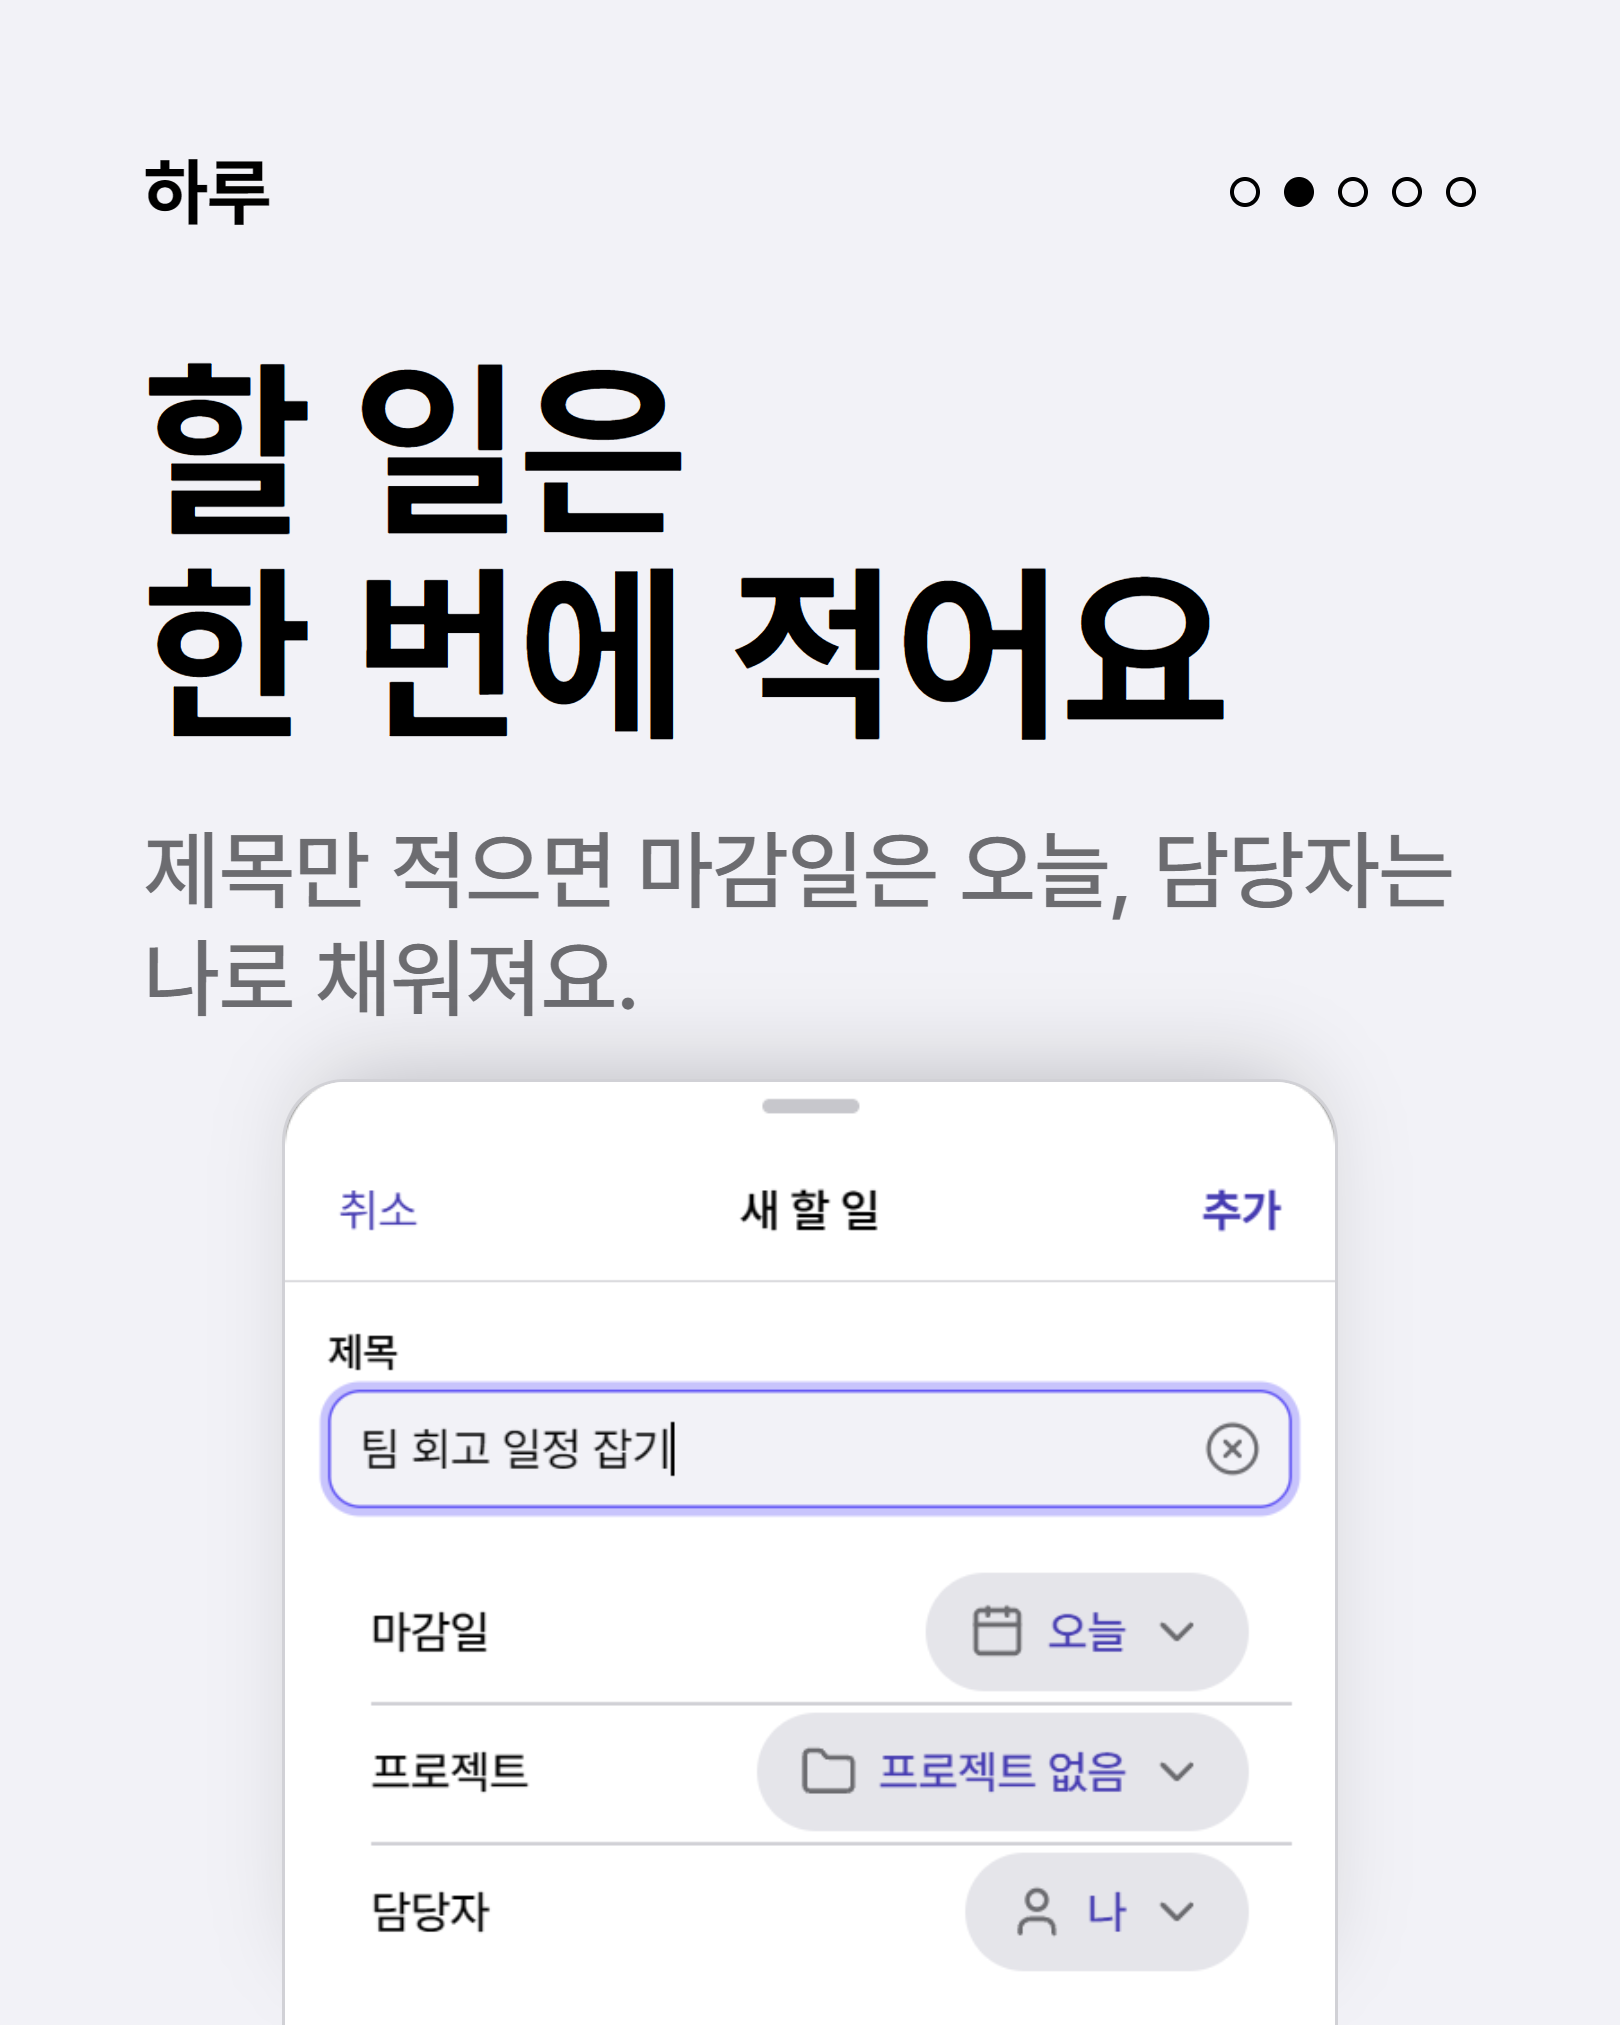 하루
할 일은
한 번에 적어요
제목만 적으면 마감일은 오늘, 담당자는
나로 채워져요.
취소 새 할 일 추가
제목
팀 회고 일정 잡기
마감일 오늘
프로젝트 프로젝트 없음
담당자 나